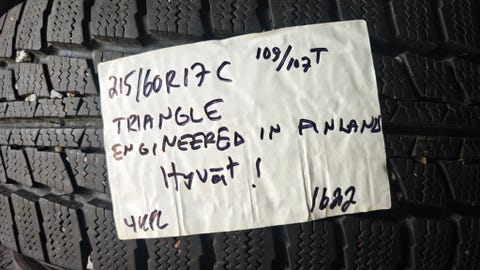 215/60R17C 109/107T
TRIANGLE
ENGINEERED IN FINLAND
Hyvät!
4KPL 1622